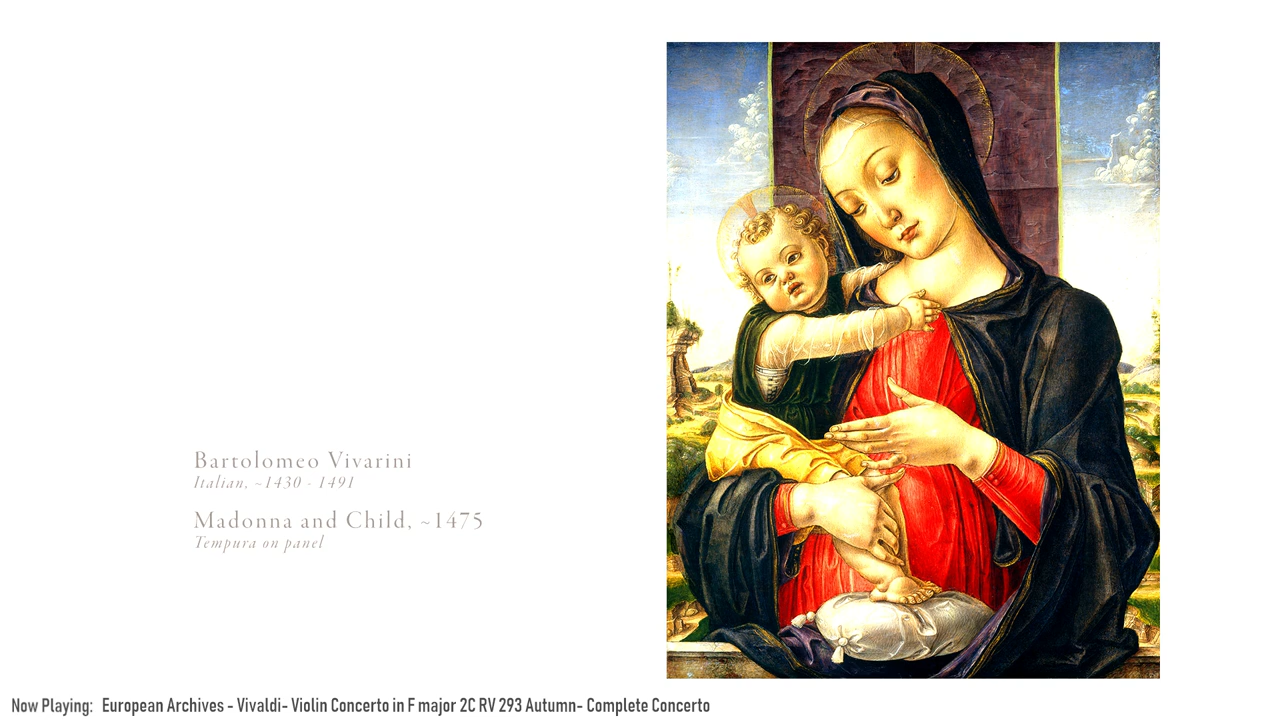 Bartolomeo Vivarini
Italian, ~1430 - 1491
Madonna and Child, ~1475
Tempura on panel
Now Playing: European Archives - Vivaldi- Violin Concerto in F major 2C RV 293 Autumn- Complete Concerto